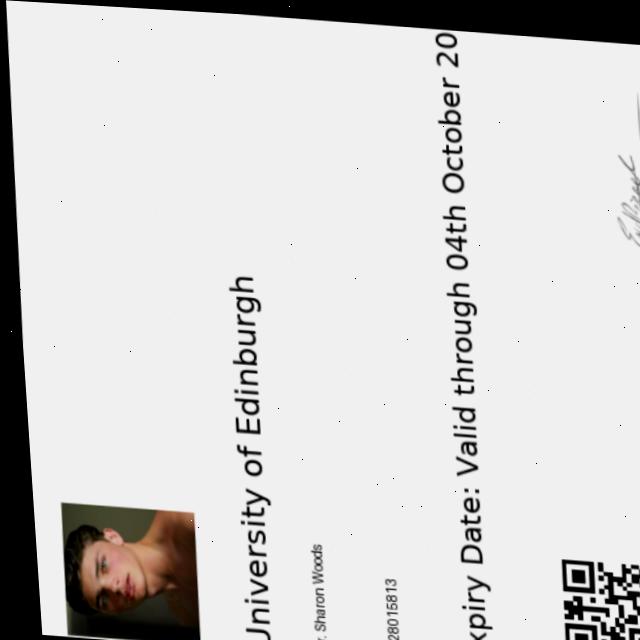 University of Edinburgh
Sharon Woods
28015813
Expiry Date: Valid through 04th October 20